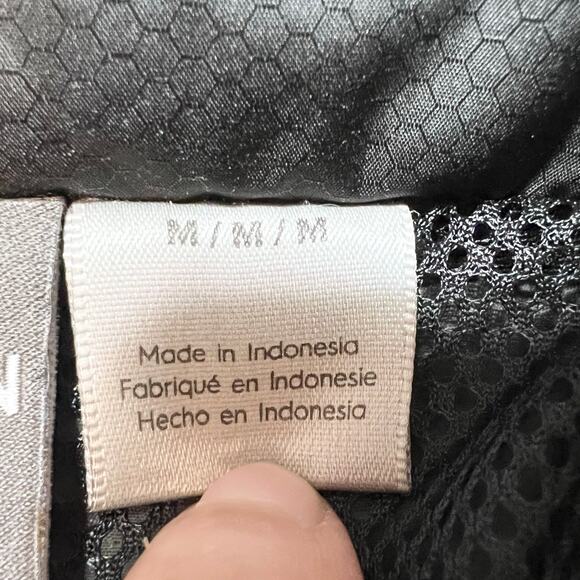 M / M / M
Made in Indonesia
Fabriqué en Indonesie
Hecho en Indonesia